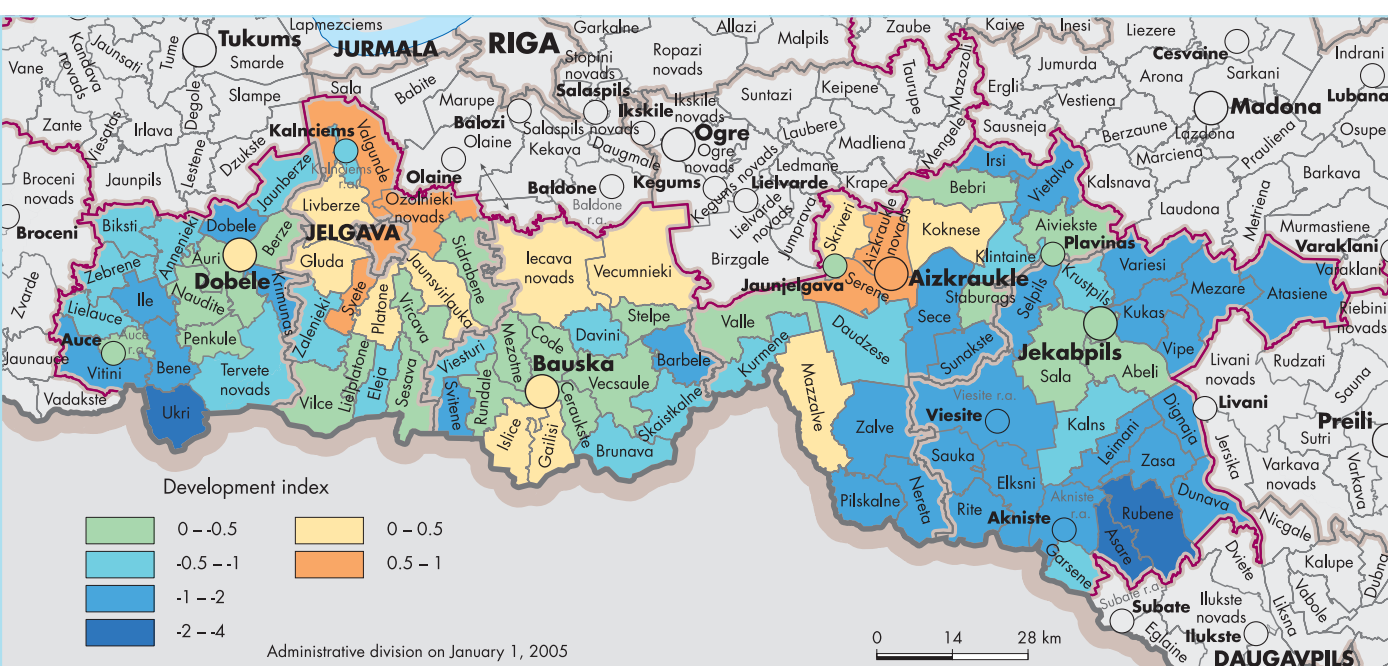 Lapmezciems
Tukums
Tume
Smarde
Jaunsati
Kandava
novads
Vane
Zante
Viesatas
Irlava
Lestene
Degole
Slampe
Dzukste
Jaunpils
Broceni
novads
Broceni
Zvarde
Jaunauce
Vadakste
JURMALA
RIGA
Sala
Babite
Marupe
Balozi
Olaine
Olaine
Garkalne
Stopini
novads
Salaspils
Salaspils novads
Kekava
Daugmale
Baldone
Baldone
r.a.
Ikskile
Ikskile
novads
Ropazi
novads
Allazi
Malpils
Suntazi
Ogre
Ogre
novads
Kegums
Kegums novads
Laubere
Keipene
Taurupe
Mazozoli
Zaube
Madliena
Mengele
Ledmane
Krape
Lielvarde
Lielvarde
novads
Jumprava
Birzgale
Kaive
Inesi
Ergli
Jumurda
Sausneja
Vestiena
Liezere
Cesvaine
Arona
Sarkani
Indrani
Lubana
Madona
Berzaune
Lazdona
Marciena
Prauliena
Osupe
Barkava
Kalsnava
Laudona
Metriena
Murmastiene
Varaklani
Varaklani
Riebini
novads
Kalnciems
Kalnciems
r.a.
Valgunde
Livberze
Ozolnieki
novads
JELGAVA
Jaunberze
Dobele
Berze
Auri
Dobele
Annenieki
Biksti
Zebrene
Lielauce
Ile
Naudite
Penkule
Krimunas
Auce
Auce
r.a.
Vitini
Bene
Tervete
novads
Ukri
Gluda
Svete
Zalenieki
Platone
Lielplatone
Vilce
Eleja
Sesava
Vircava
Jaunsvirlauka
Sidrabene
Iecava
novads
Vecumnieki
Stelpe
Code
Mezotne
Davini
Barbele
Bauska
Vecsaule
Viesturi
Svitene
Rundale
Ceraukste
Islice
Gailisi
Skaistkalne
Brunava
Skriveri
Aizkraukle
novads
Aizkraukle
Serene
Jaunjelgava
Koknese
Bebri
Irsi
Vietalva
Aiviekste
Plavinas
Klintaine
Staburags
Selpils
Sece
Sunakste
Valle
Kurmene
Daudzese
Mazzalve
Zalve
Pilskalne
Nereta
Krustpils
Variesi
Mezare
Atasiene
Kukas
Vipe
Jekabpils
Sala
Abeli
Viesite r.a.
Viesite
Kalns
Leimani
Dignaja
Zasa
Dunava
Sauka
Elksni
Rite
Akniste
r.a.
Akniste
Rubene
Asare
Garsene
Livani
novads
Livani
Rudzati
Sauna
Preili
Sutri
Jersika
Varkava
novads
Varkava
Nicgale
Dviete
Kalupe
Dubna
Vabole
Liksna
Subate r.a.
Subate
Ilukste
novads
Ilukste
Eglaine
DAUGAVPILS
Development index
0 – -0.5
-0.5 – -1
-1 – -2
-2 – -4
0 – 0.5
0.5 – 1
Administrative division on January 1, 2005
0 14 28 km